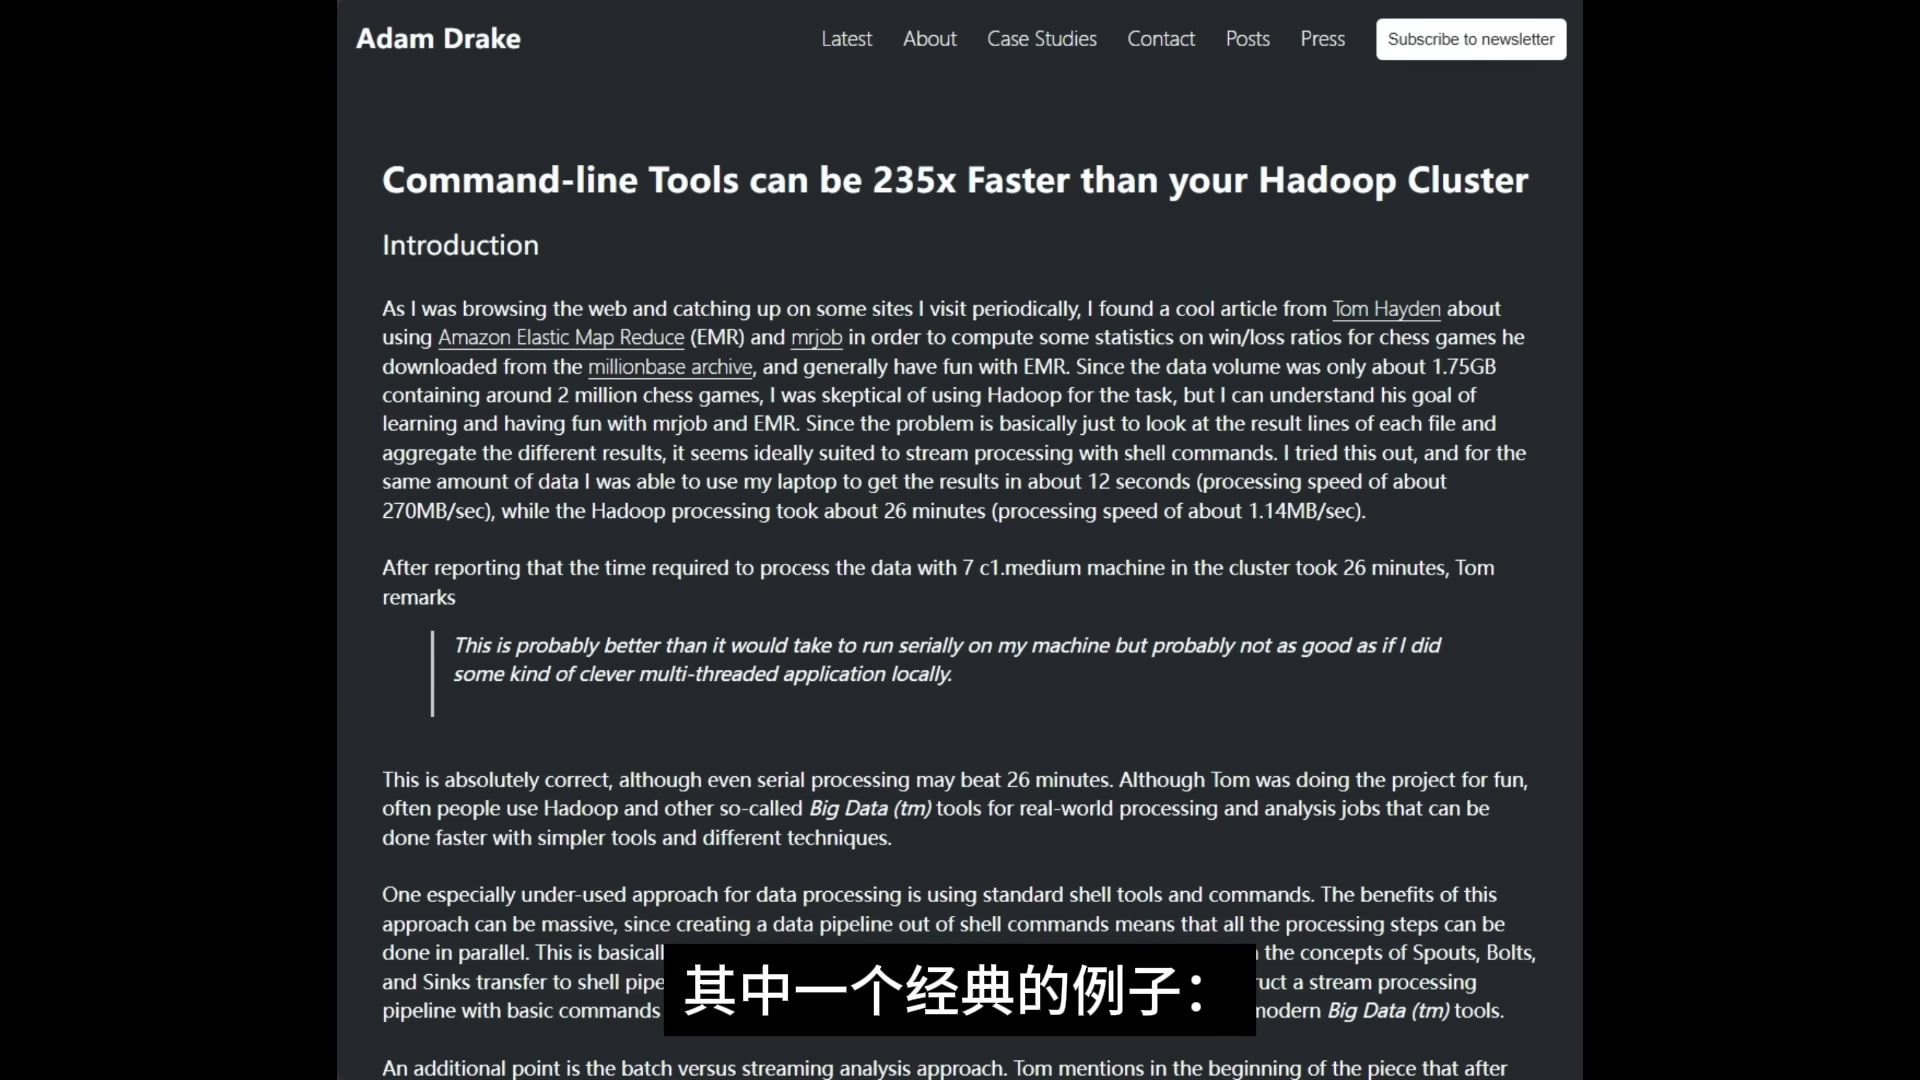 Adam Drake
Latest About Case Studies Contact Posts Press Subscribe to newsletter
Command-line Tools can be 235x Faster than your Hadoop Cluster
Introduction
As I was browsing the web and catching up on some sites I visit periodically, I found a cool article from Tom Hayden about
using Amazon Elastic Map Reduce (EMR) and mrjob in order to compute some statistics on win/loss ratios for chess games he
downloaded from the millionbase archive, and generally have fun with EMR. Since the data volume was only about 1.75GB
containing around 2 million chess games, I was skeptical of using Hadoop for the task, but I can understand his goal of
learning and having fun with mrjob and EMR. Since the problem is basically just to look at the result lines of each file and
aggregate the different results, it seems ideally suited to stream processing with shell commands. I tried this out, and for the
same amount of data I was able to use my laptop to get the results in about 12 seconds (processing speed of about
270MB/sec), while the Hadoop processing took about 26 minutes (processing speed of about 1.14MB/sec).
After reporting that the time required to process the data with 7 c1.medium machine in the cluster took 26 minutes, Tom
remarks
This is probably better than it would take to run serially on my machine but probably not as good as if I did
some kind of clever multi-threaded application locally.
This is absolutely correct, although even serial processing may beat 26 minutes. Although Tom was doing the project for fun,
often people use Hadoop and other so-called Big Data (tm) tools for real-world processing and analysis jobs that can be
done faster with simpler tools and different techniques.
One especially under-used approach for data processing is using standard shell tools and commands. The benefits of this
approach can be massive, since creating a data pipeline out of shell commands means that all the processing steps can be
done in parallel. This is the concepts of Spouts, Bolts,
and Sinks transfer to shell a stream processing
pipeline with basic commands Big Data (tm) tools.
其中一个经典的例子：
An additional point is the batch versus streaming analysis approach. Tom mentions in the beginning of the piece that after